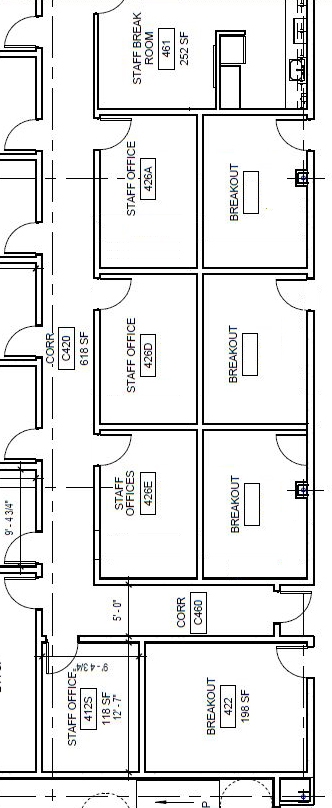 STAFF BREAK
ROOM
461
252 SF
STAFF OFFICE
426A
BREAKOUT
CORR
C420
618 SF
STAFF OFFICE
426D
BREAKOUT
9' - 4 3/4"
STAFF
OFFICES
426E
BREAKOUT
5' - 0"
CORR
C460
9' - 4 3/4"
STAFF OFFICE
412S
118 SF
12' - 7"
BREAKOUT
422
198 SF
P